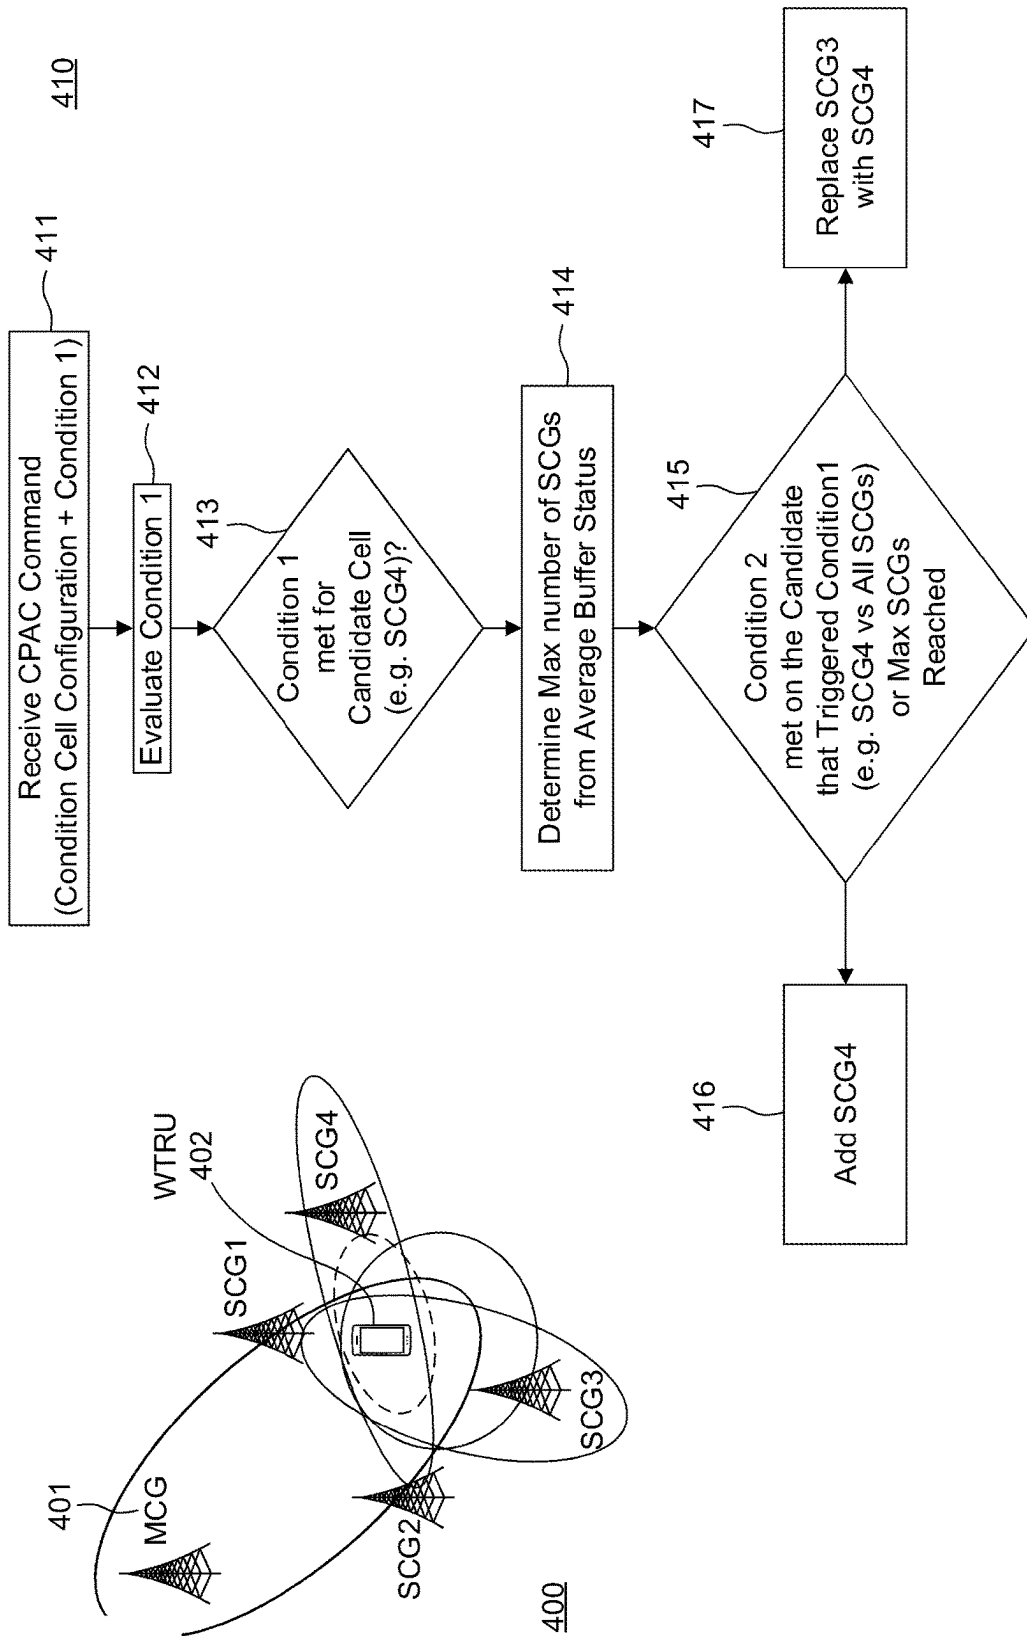 410
Receive CPAC Command
(Condition Cell Configuration + Condition 1)
411
Evaluate Condition 1
412
413
Condition 1
met for
Candidate Cell
(e.g. SCG4)?
Determine Max number of SCGs
from Average Buffer Status
414
415
Condition 2
met on the Candidate
that Triggered Condition1
(e.g. SCG4 vs All SCGs)
or Max SCGs
Reached
416
Add SCG4
417
Replace SCG3
with SCG4
401
MCG
SCG1
WTRU
402
SCG4
SCG2
SCG3
400